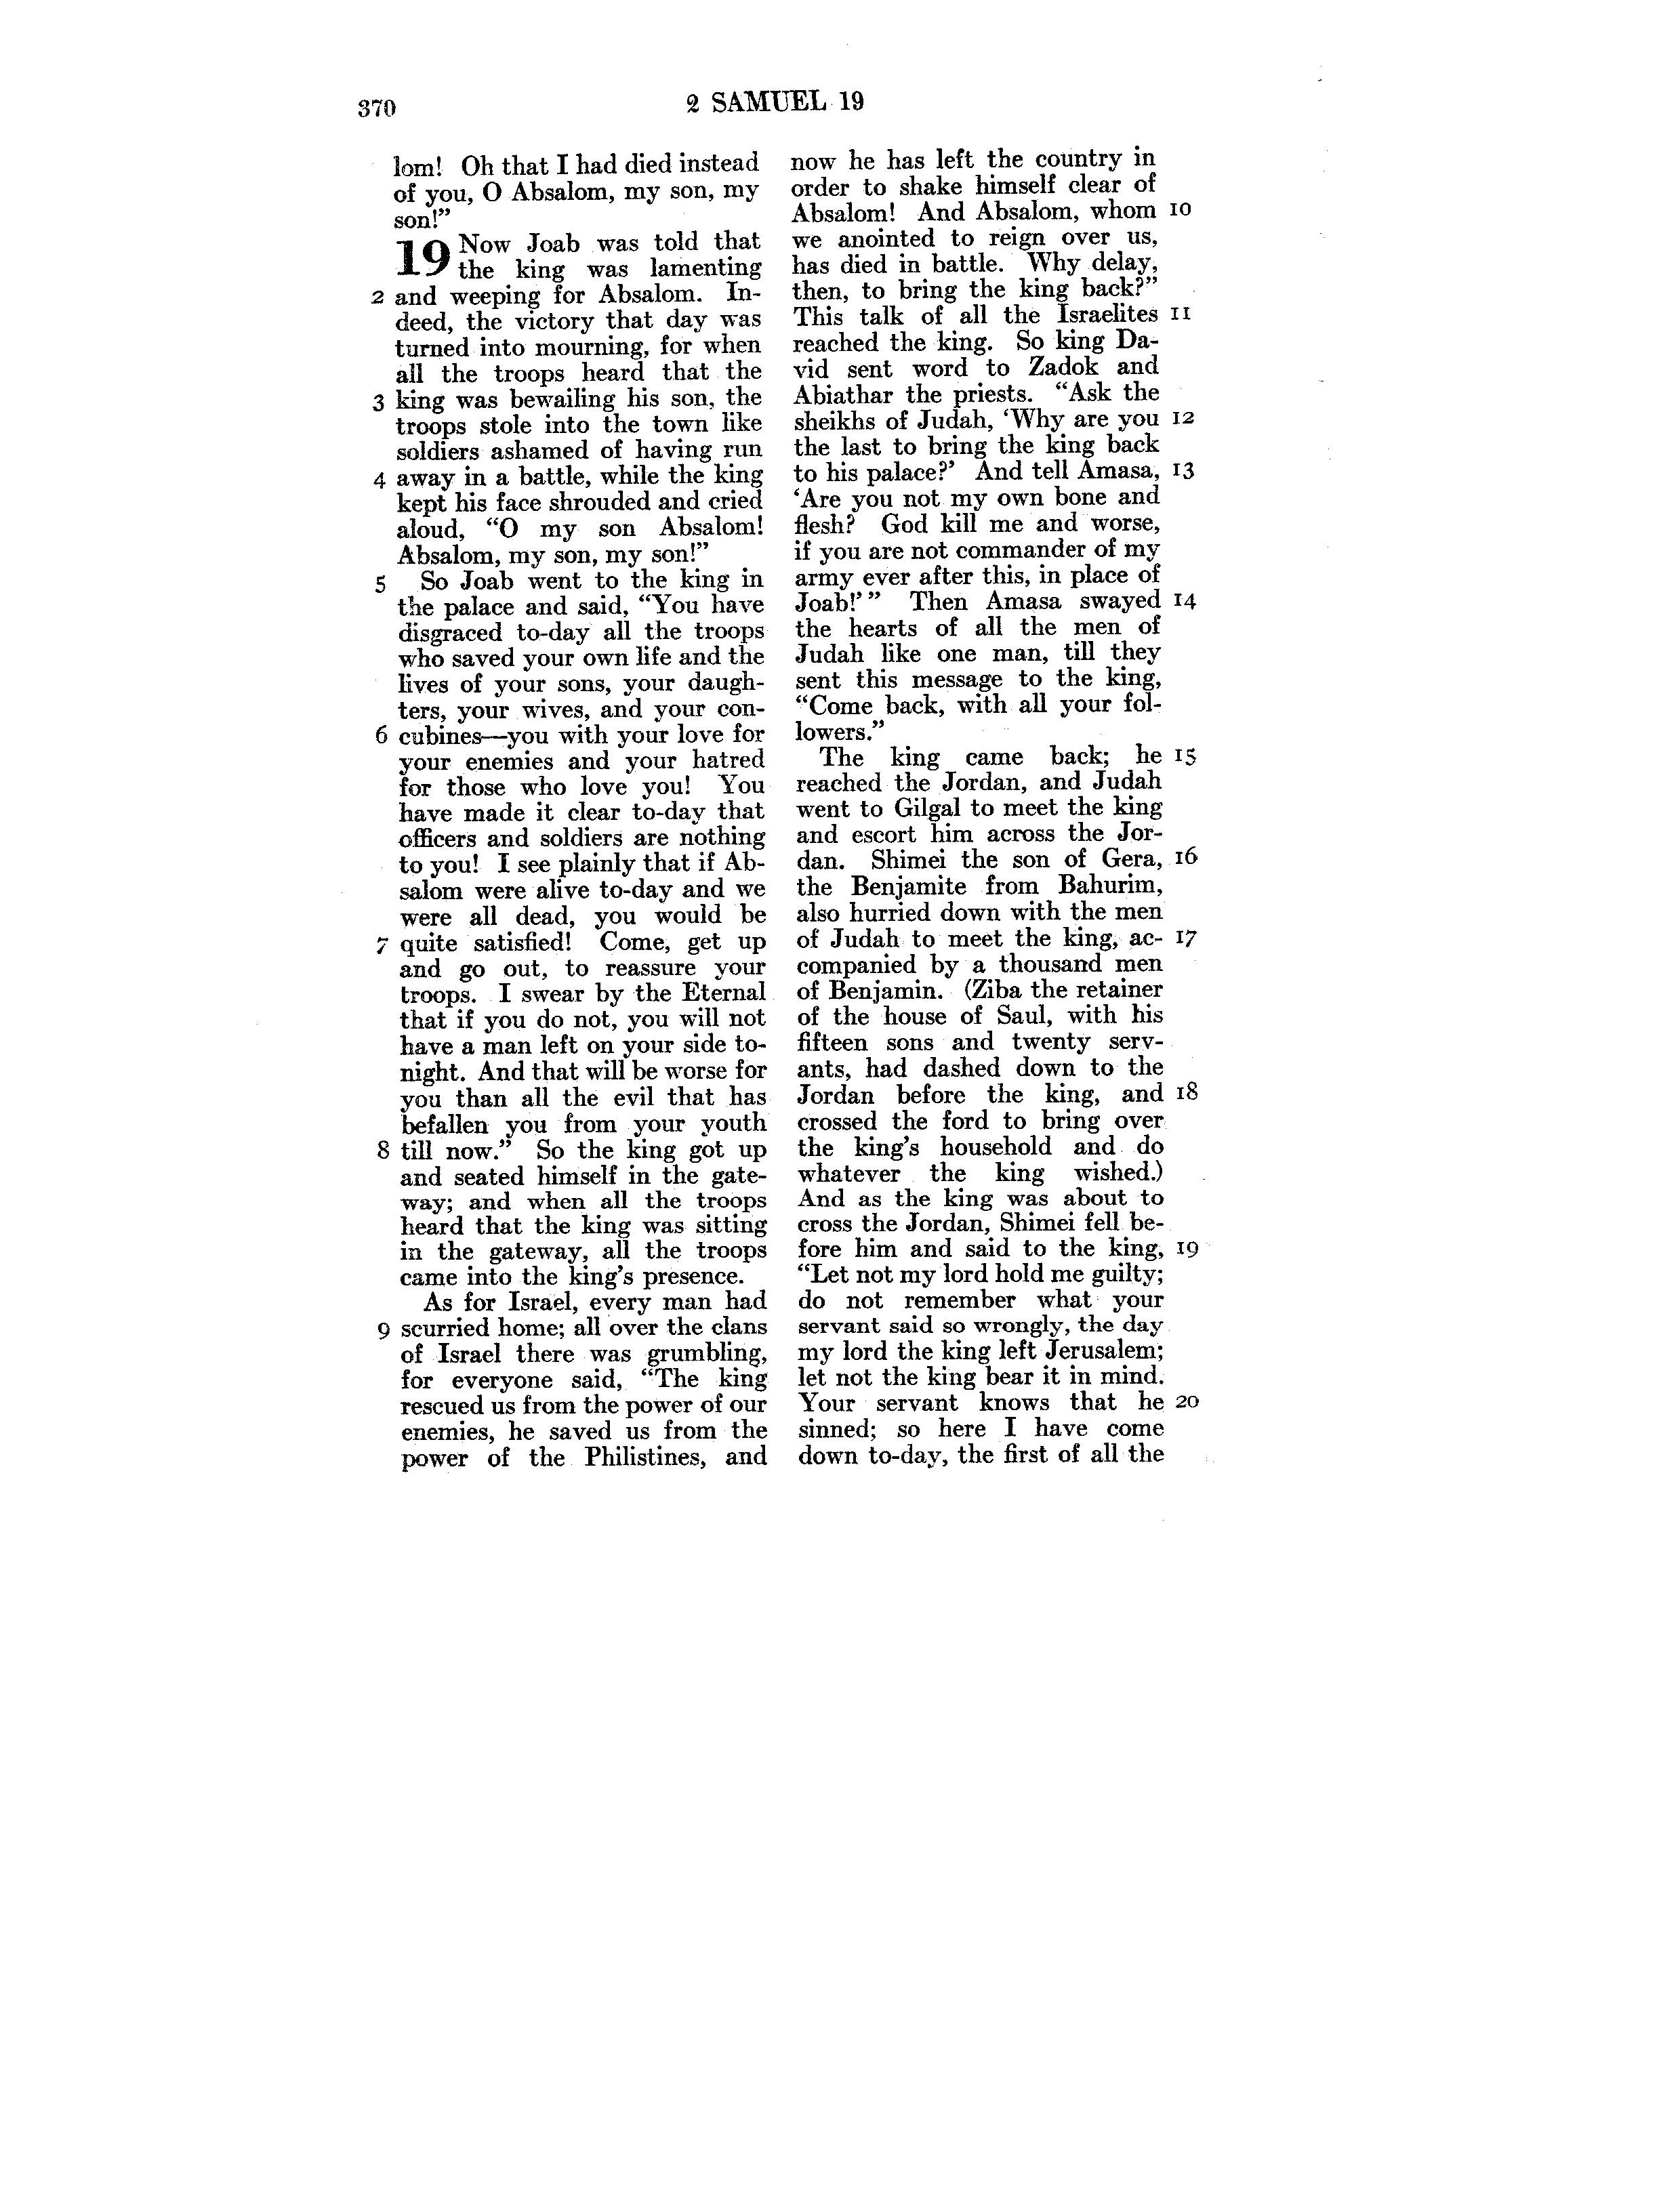 370
2 SAMUEL 19
lom! Oh that I had died instead
of you, O Absalom, my son, my
son!”
19 Now Joab was told that
the king was lamenting
2 and weeping for Absalom. In-
deed, the victory that day was
turned into mourning, for when
all the troops heard that the
3 king was bewailing his son, the
troops stole into the town like
soldiers ashamed of having run
4 away in a battle, while the king
kept his face shrouded and cried
aloud, “O my son Absalom!
Absalom, my son, my son!”
5 So Joab went to the king in
the palace and said, “You have
disgraced to-day all the troops
who saved your own life and the
lives of your sons, your daugh-
ters, your wives, and your con-
6 cubines—you with your love for
your enemies and your hatred
for those who love you! You
have made it clear to-day that
officers and soldiers are nothing
to you! I see plainly that if Ab-
salom were alive to-day and we
were all dead, you would be
7 quite satisfied! Come, get up
and go out, to reassure your
troops. I swear by the Eternal
that if you do not, you will not
have a man left on your side to-
night. And that will be worse for
you than all the evil that has
befallen you from your youth
8 till now.” So the king got up
and seated himself in the gate-
way; and when all the troops
heard that the king was sitting
in the gateway, all the troops
came into the king’s presence.
As for Israel, every man had
9 scurried home; all over the clans
of Israel there was grumbling,
for everyone said, “The king
rescued us from the power of our
enemies, he saved us from the
power of the Philistines, and
now he has left the country in
order to shake himself clear of
Absalom! And Absalom, whom 10
we anointed to reign over us,
has died in battle. Why delay,
then, to bring the king back?”
This talk of all the Israelites 11
reached the king. So king Da-
vid sent word to Zadok and
Abiathar the priests. “Ask the
sheikhs of Judah, ‘Why are you 12
the last to bring the king back
to his palace?’ And tell Amasa, 13
‘Are you not my own bone and
flesh? God kill me and worse,
if you are not commander of my
army ever after this, in place of
Joab!’” Then Amasa swayed 14
the hearts of all the men of
Judah like one man, till they
sent this message to the king,
“Come back, with all your fol-
lowers.”
The king came back; he 15
reached the Jordan, and Judah
went to Gilgal to meet the king
and escort him across the Jor-
dan. Shimei the son of Gera, 16
the Benjamite from Bahurim,
also hurried down with the men
of Judah to meet the king, ac- 17
companied by a thousand men
of Benjamin. (Ziba the retainer
of the house of Saul, with his
fifteen sons and twenty serv-
ants, had dashed down to the
Jordan before the king, and 18
crossed the ford to bring over
the king’s household and do
whatever the king wished.)
And as the king was about to
cross the Jordan, Shimei fell be-
fore him and said to the king, 19
“Let not my lord hold me guilty;
do not remember what your
servant said so wrongly, the day
my lord the king left Jerusalem;
let not the king bear it in mind.
Your servant knows that he 20
sinned; so here I have come
down to-day, the first of all the